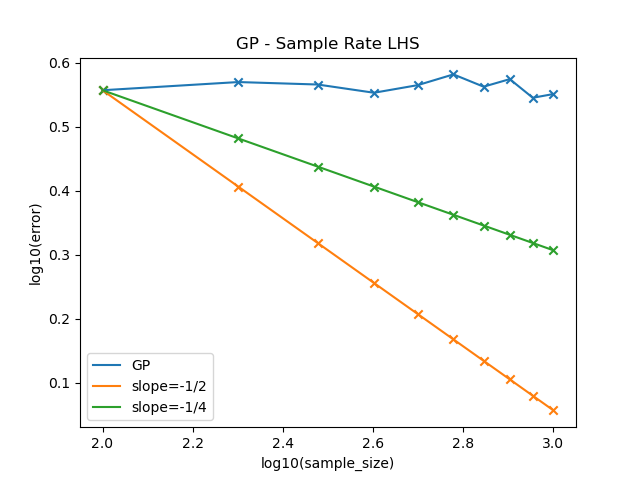 GP - Sample Rate LHS
0.6
0.5
0.4
0.3
0.2
0.1
log10(error)
GP
slope=-1/2
slope=-1/4
2.0 2.2 2.4 2.6 2.8 3.0
log10(sample_size)